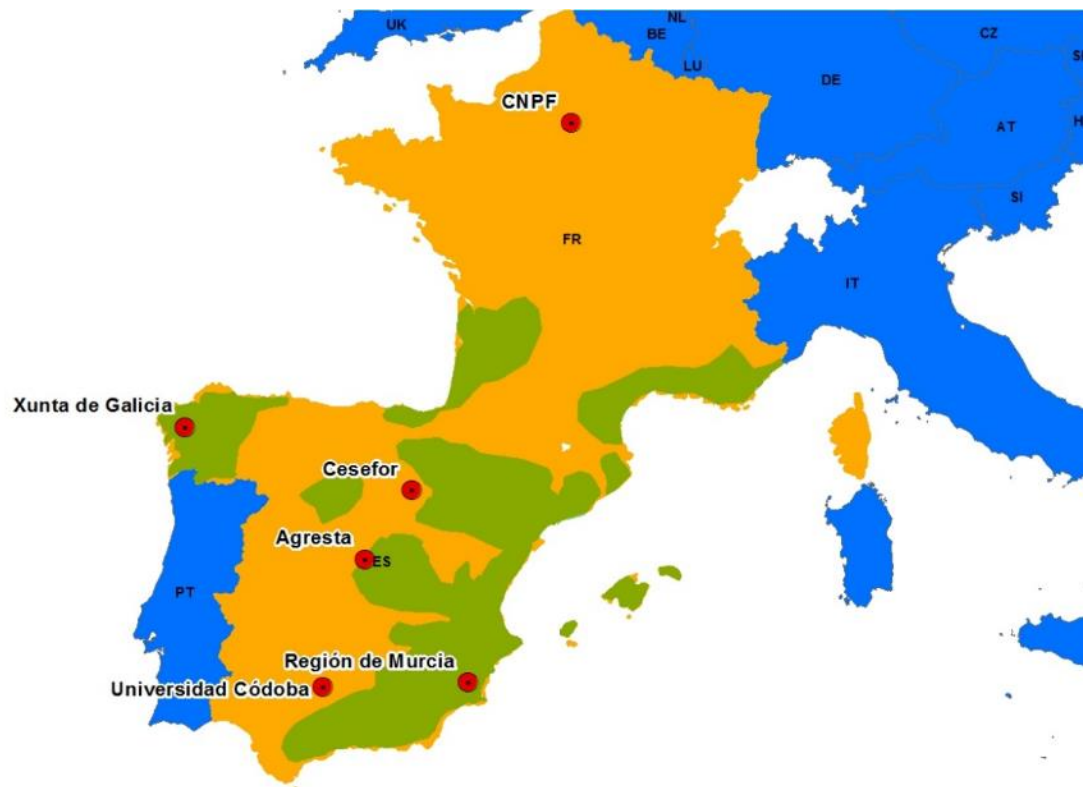 UK
NL
BE
CZ
LU
DE
CNPF
AT
SI
FR
IT
Xunta de Galicia
Cesefor
Agresta
ES
PT
Región de Murcia
Universidad Códoba